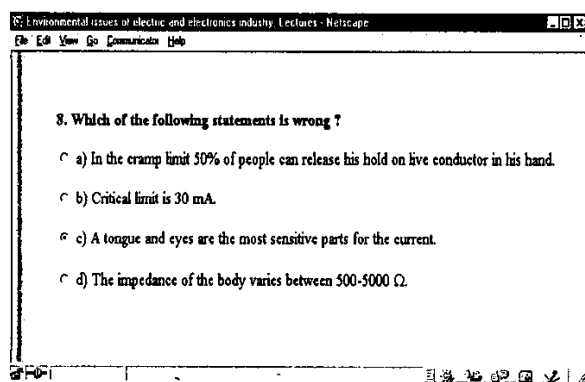 Environmental issues of electric and electronics industry, Lectures - Netscape
File Edit View Go Communicator Help
8. Which of the following statements is wrong ?
a) In the cramp limit 50% of people can release his hold on live conductor in his hand.
b) Critical limit is 30 mA.
c) A tongue and eyes are the most sensitive parts for the current.
d) The impedance of the body varies between 500-5000 Ω.